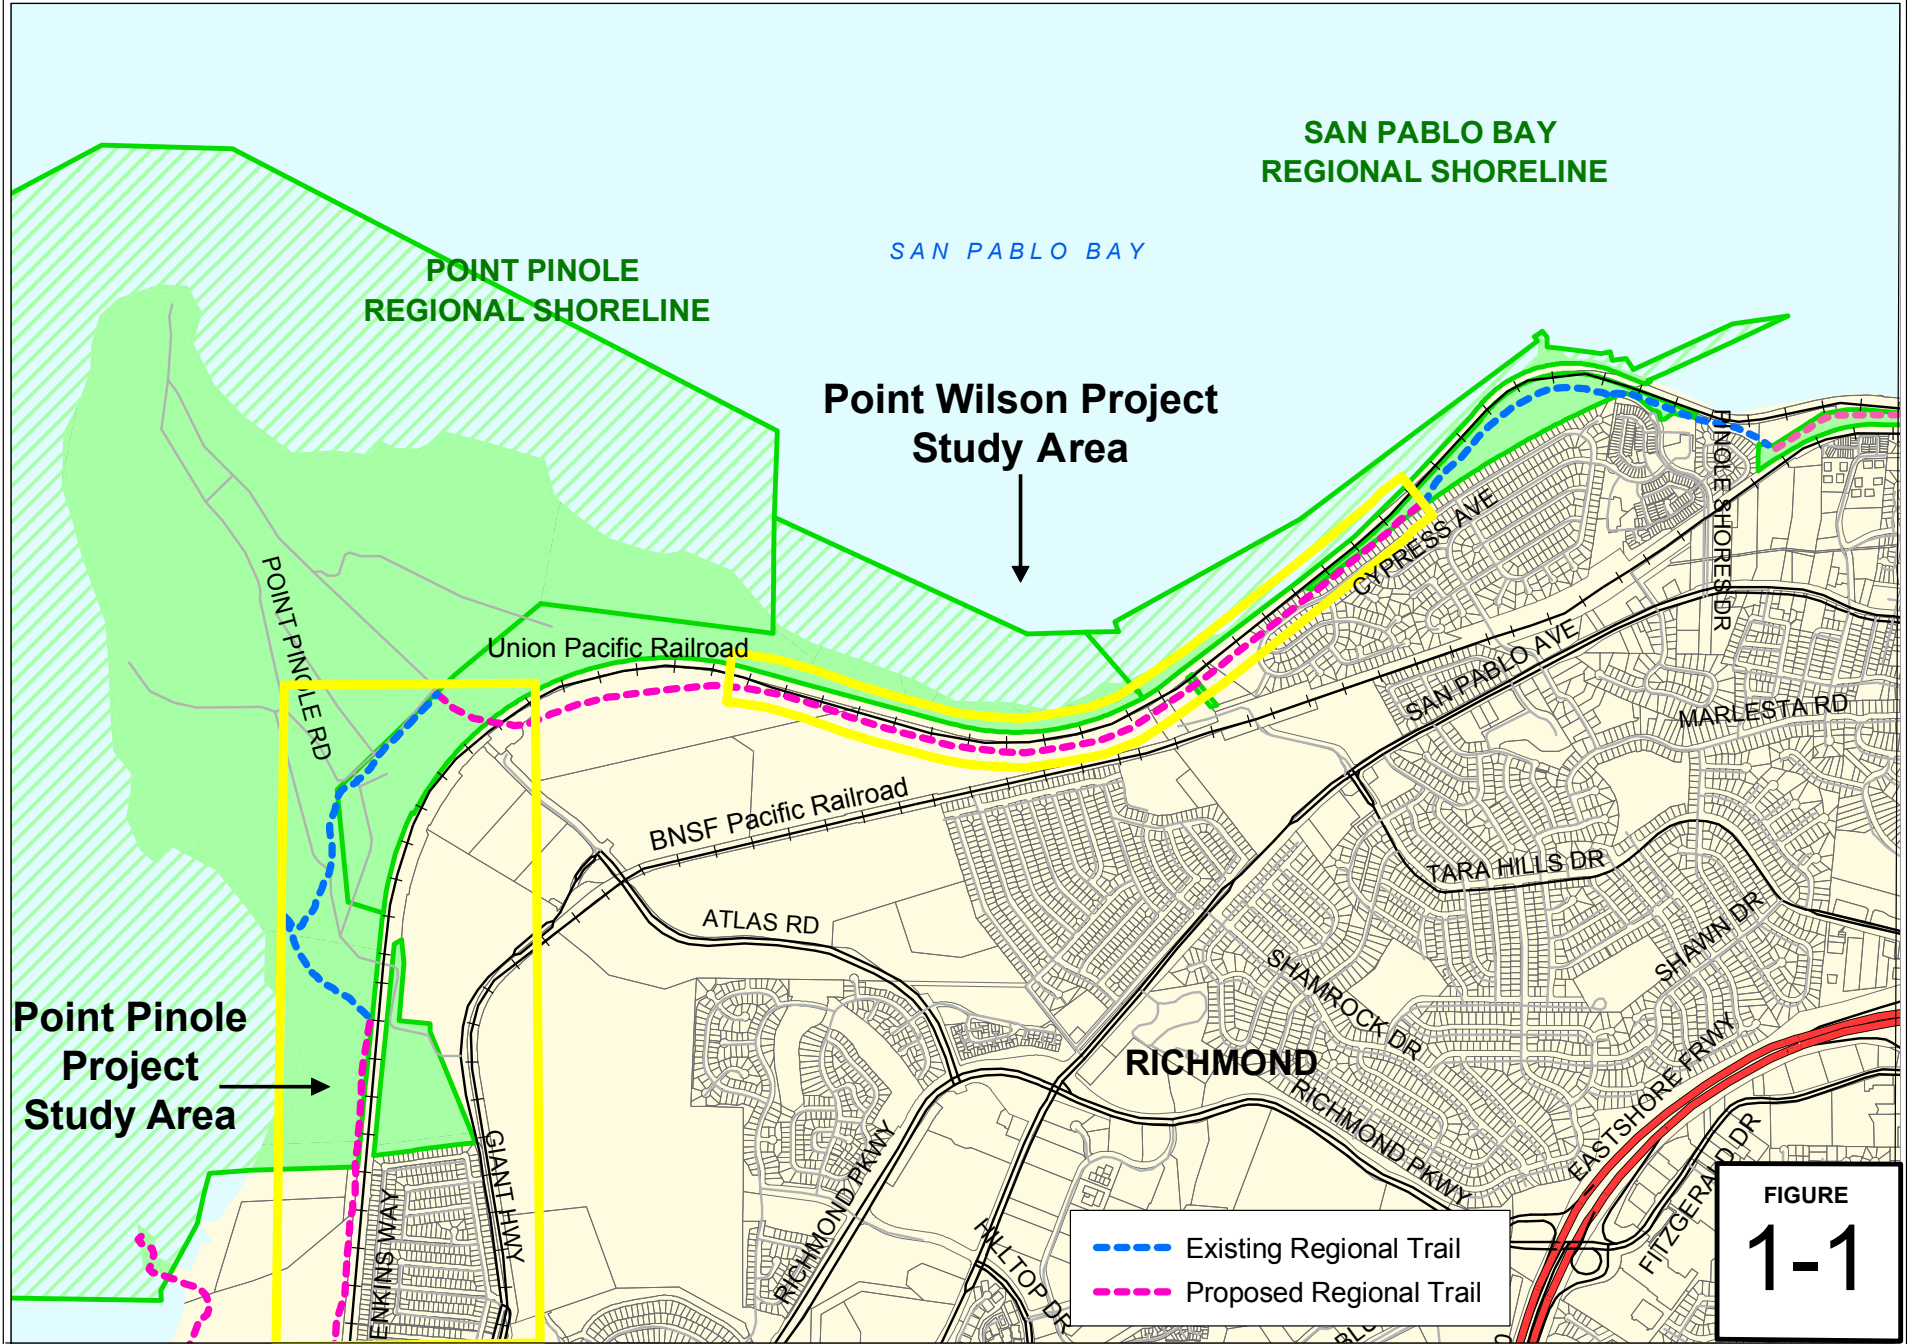 SAN PABLO BAY
REGIONAL SHORELINE
SAN PABLO BAY
POINT PINOLE
REGIONAL SHORELINE
Point Wilson Project
Study Area
PINOLE SHORES DR
CYPRESS AVE
POINT PINOLE RD
Union Pacific Railroad
SAN PABLO AVE
MARLESTA RD
BNSF Pacific Railroad
TARA HILLS DR
ATLAS RD
SHAWN DR
SHAMROCK DR
Point Pinole
Project
Study Area
RICHMOND
EASTSHORE FRWY
RICHMOND PKWY
GIANT HWY
RICHMOND PKWY
FITZGERALD DR
ENKINS WAY
HILLTOP DR
Existing Regional Trail
Proposed Regional Trail
FIGURE
1-1